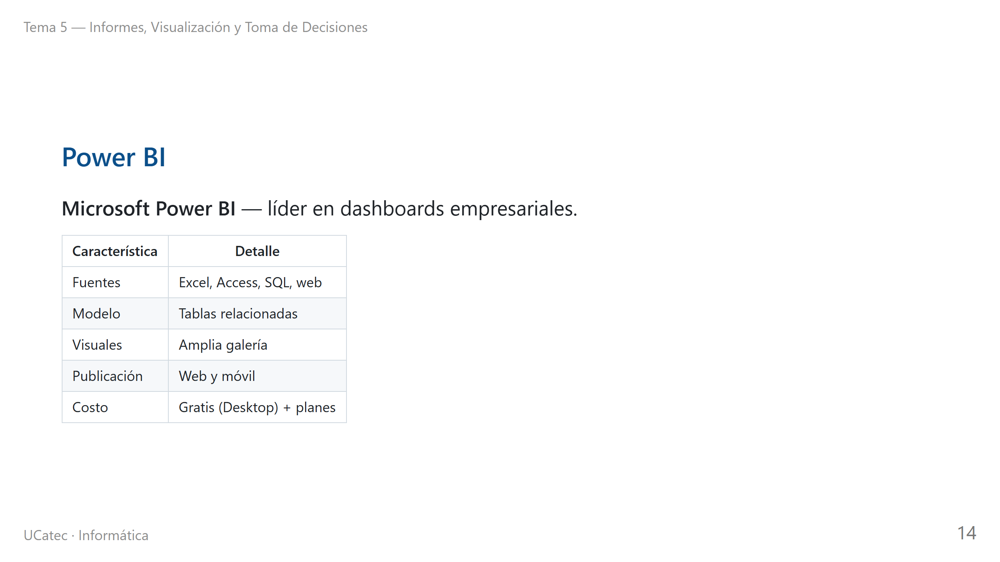 Tema 5 — Informes, Visualización y Toma de Decisiones
Power BI
Microsoft Power BI — líder en dashboards empresariales.
Característica Detalle
Fuentes Excel, Access, SQL, web
Modelo Tablas relacionadas
Visuales Amplia galería
Publicación Web y móvil
Costo Gratis (Desktop) + planes
UCatec · Informática
14